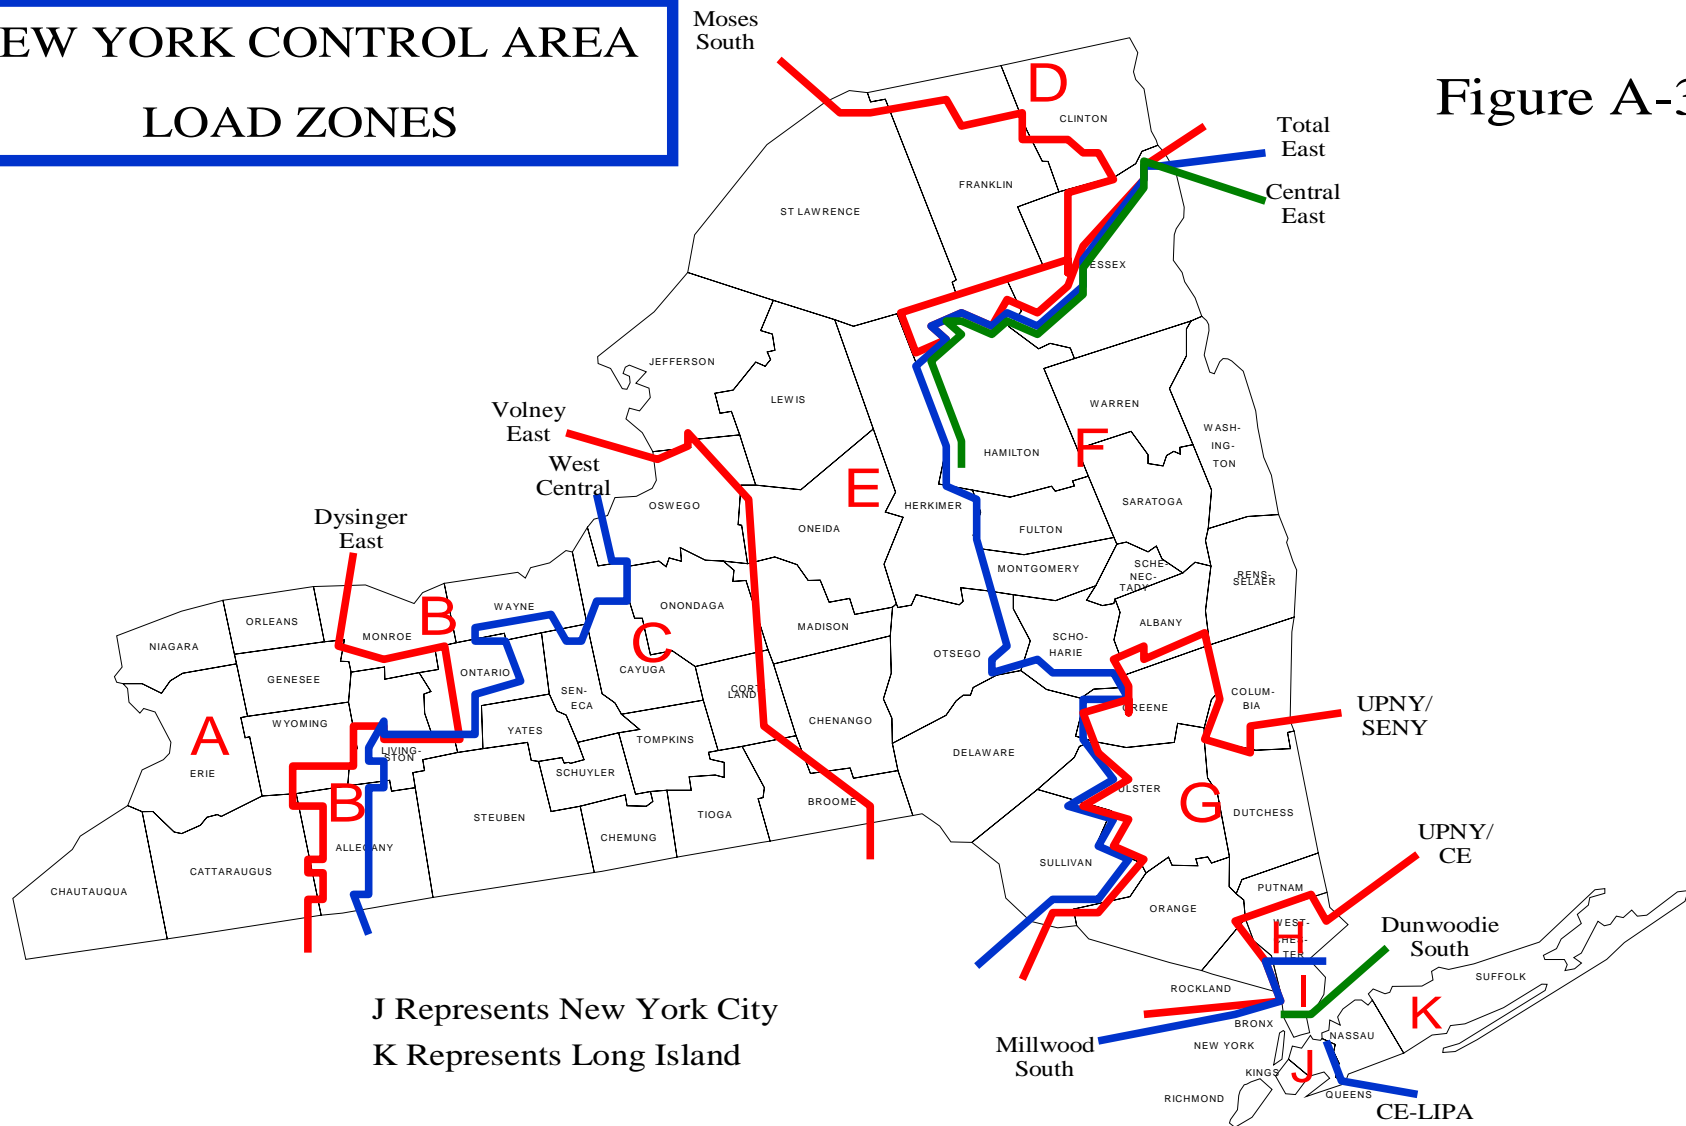 EW YORK CONTROL AREA
LOAD ZONES
Figure A-3
Moses
South
D
CLINTON
Total
East
Central
East
FRANKLIN
ST LAWRENCE
ESSEX
JEFFERSON
LEWIS
WARREN
WASH-
ING-
TON
Volney
East
West
Central
F
HAMILTON
E
HERKIMER
SARATOGA
OSWEGO
ONEIDA
FULTON
Dysinger
East
MONTGOMERY
SCHE-
NEC-
TADY
RENS-
SELAER
WAYNE
ONONDAGA
B
ORLEANS
MONROE
NIAGARA
MADISON
ALBANY
SCHO-
HARIE
OTSEGO
C
CAYUGA
ONTARIO
GENESEE
SEN-
ECA
CORT
LAND
COLUM-
BIA
UPNY/
SENY
GREENE
WYOMING
CHENANGO
YATES
TOMPKINS
A
ERIE
LIVING-
STON
DELAWARE
SCHUYLER
ULSTER
G
B
BROOME
TIOGA
STEUBEN
DUTCHESS
CHEMUNG
ALLEGANY
UPNY/
CE
SULLIVAN
CATTARAUGUS
CHAUTAUQUA
PUTNAM
ORANGE
WEST-
CHES-
TER
H
Dunwoodie
South
SUFFOLK
ROCKLAND
I
K
J Represents New York City
K Represents Long Island
BRONX
NASSAU
NEW YORK
Millwood
South
KINGS
J
QUEENS
RICHMOND
CE-LIPA